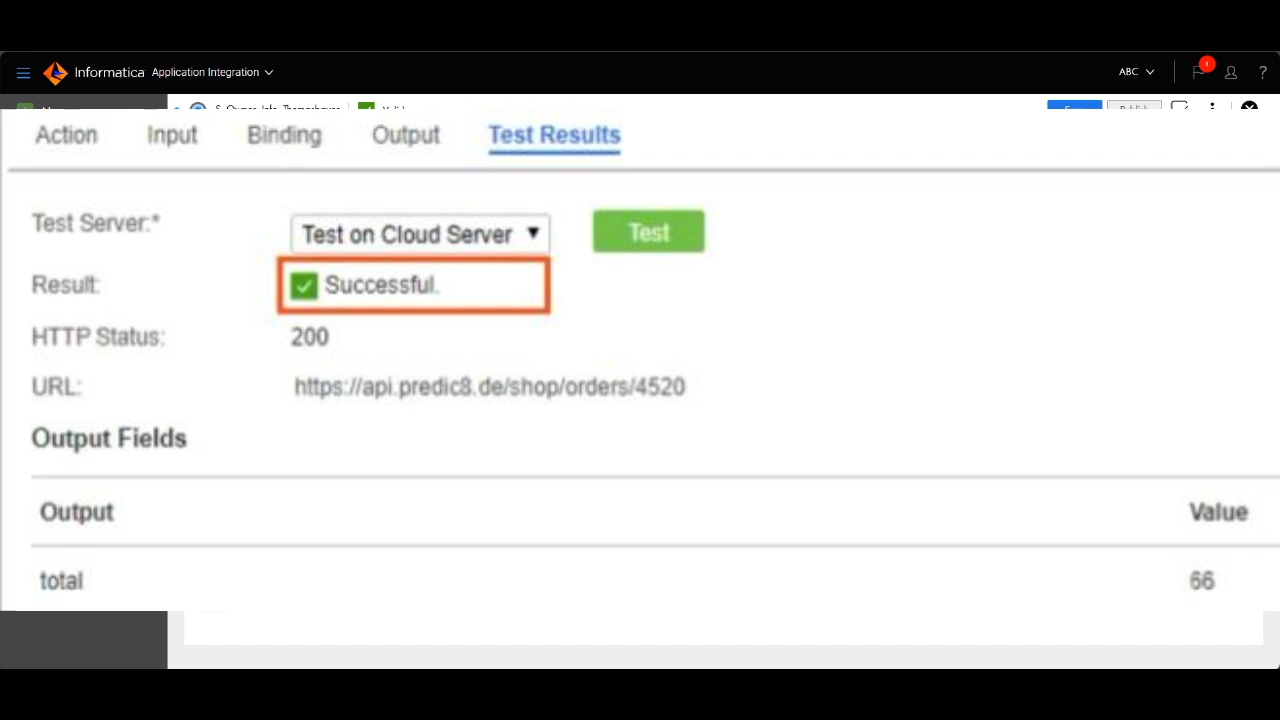 Informatica Application Integration
ABC
1
?
Action Input Binding Output Test Results
Test Server:* Test on Cloud Server Test
Result: Successful.
HTTP Status: 200
URL: https://api.predic8.de/shop/orders/4520
Output Fields
Output Value
total 66